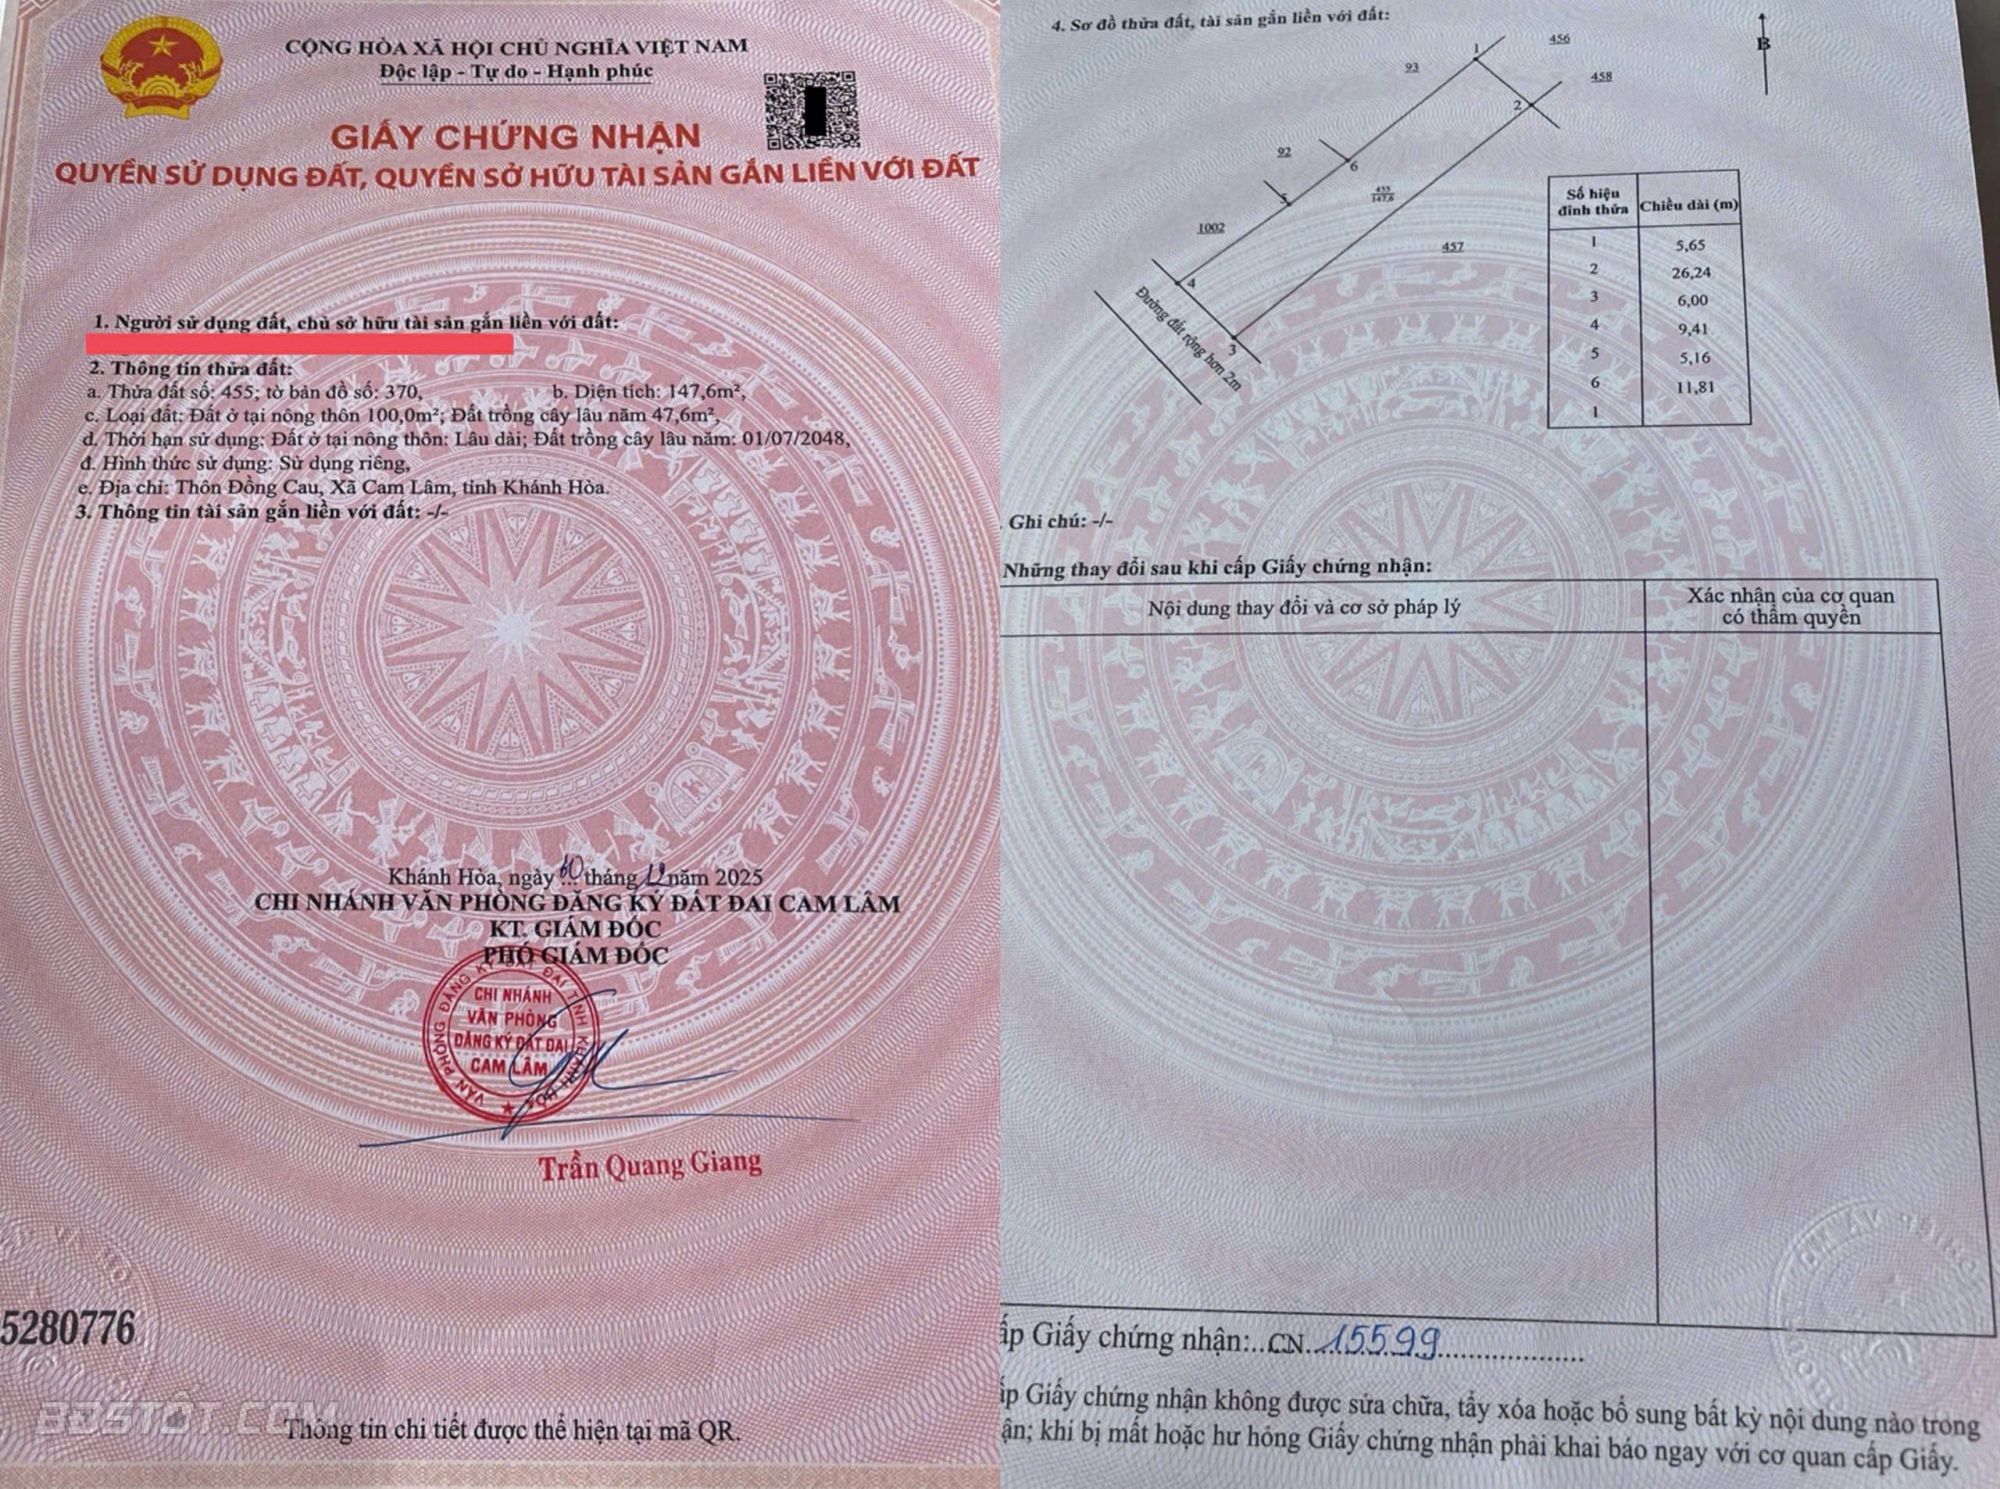 CỘNG HÒA XÃ HỘI CHỦ NGHĨA VIỆT NAM
Độc lập - Tự do - Hạnh phúc
GIẤY CHỨNG NHẬN
QUYỀN SỬ DỤNG ĐẤT, QUYỀN SỞ HỮU TÀI SẢN GẮN LIỀN VỚI ĐẤT
1. Người sử dụng đất, chủ sở hữu tài sản gắn liền với đất:
2. Thông tin thửa đất:
a. Thửa đất số: 455; tờ bản đồ số: 370, b. Diện tích: 147,6m²,
c. Loại đất: Đất ở tại nông thôn 100,0m²; Đất trồng cây lâu năm 47,6m²,
d. Thời hạn sử dụng: Đất ở tại nông thôn: Lâu dài; Đất trồng cây lâu năm: 01/07/2048,
đ. Hình thức sử dụng: Sử dụng riêng,
e. Địa chỉ: Thôn Đồng Cau, Xã Cam Lâm, tỉnh Khánh Hòa.
3. Thông tin tài sản gắn liền với đất: -/-
Khánh Hòa, ngày 10 tháng 12 năm 2025
CHI NHÁNH VĂN PHÒNG ĐĂNG KÝ ĐẤT ĐAI CAM LÂM
KT. GIÁM ĐỐC
PHÓ GIÁM ĐỐC
VĂN PHÒNG ĐĂNG KÝ ĐẤT ĐAI TỈNH KHÁNH HÒA
CHI NHÁNH
VĂN PHÒNG
ĐĂNG KÝ ĐẤT ĐAI
CAM LÂM
Trần Quang Giang
5280776
BDSTOT.COM
Thông tin chi tiết được thể hiện tại mã QR.
4. Sơ đồ thửa đất, tài sản gắn liền với đất:
B
1
456
93
458
2
92
6
455
147,6
5
1002
457
4
3
Đường đất rộng hơn 2m
Số hiệu đỉnh thửa Chiều dài (m)
1
5,65
2
26,24
3
6,00
4
9,41
5
5,16
6
11,81
1
Ghi chú: -/-
Những thay đổi sau khi cấp Giấy chứng nhận:
Nội dung thay đổi và cơ sở pháp lý
Xác nhận của cơ quan
có thẩm quyền
ấp Giấy chứng nhận:..CN..15599
ấp Giấy chứng nhận không được sửa chữa, tẩy xóa hoặc bổ sung bất kỳ nội dung nào trong
ận; khi bị mất hoặc hư hỏng Giấy chứng nhận phải khai báo ngay với cơ quan cấp Giấy.